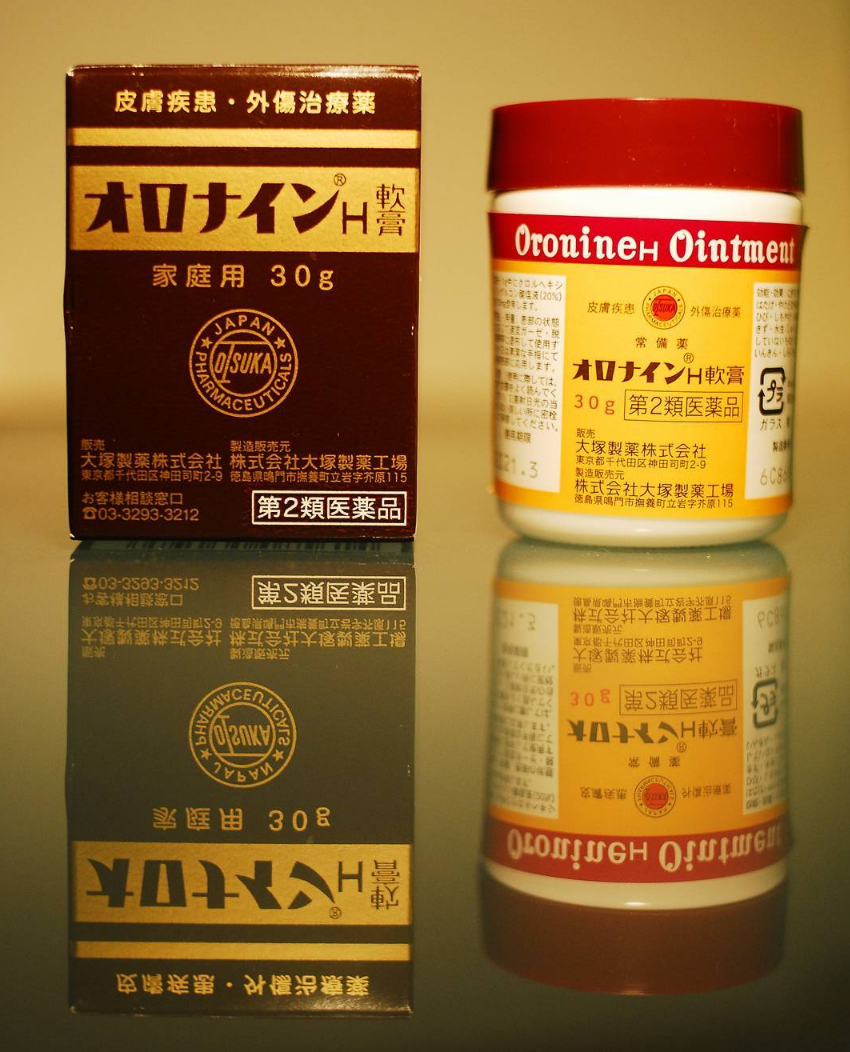 皮膚疾患・外傷治療薬
オロナイン®H軟膏
家庭用 30g
JAPAN
OTSUKA
PHARMACEUTICALS
販売
大塚製薬株式会社
東京都千代田区神田司町2-9
製造販売元
株式会社大塚製薬工場
徳島県鳴門市撫養町立岩字芥原115
お客様相談窓口
☎03-3293-3212
第2類医薬品
OronineH Ointment
皮膚疾患
JAPAN
OTSUKA
PHARMACEUTICALS
外傷治療薬
常備薬
オロナイン®H軟膏
30g 第2類医薬品
販売
大塚製薬株式会社
東京都千代田区神田司町2-9
製造販売元
株式会社大塚製薬工場
徳島県鳴門市撫養町立岩字芥原115
プラ
ガラス